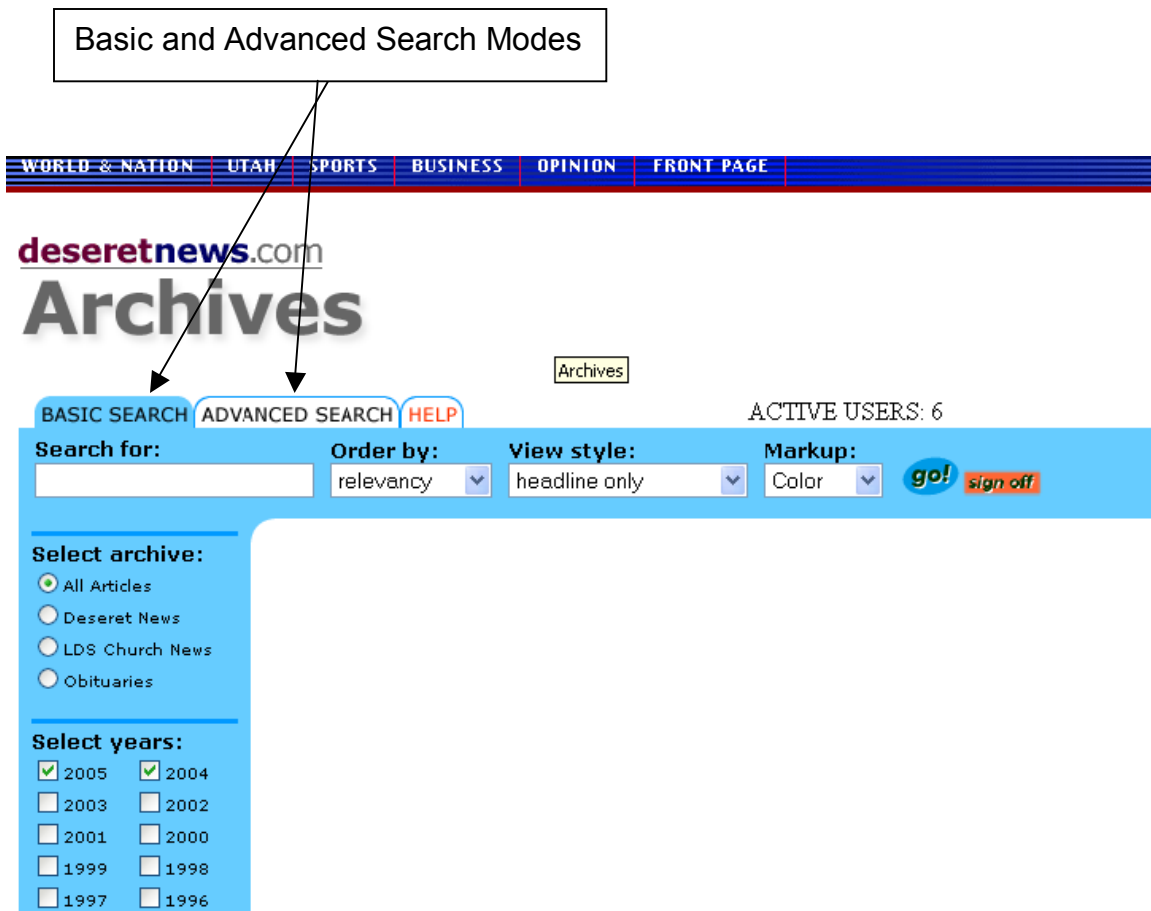 Basic and Advanced Search Modes
WORLD & NATION UTAH SPORTS BUSINESS OPINION FRONT PAGE
deseretnews.com
Archives
Archives
BASIC SEARCH ADVANCED SEARCH HELP ACTIVE USERS: 6
Search for: Order by: View style: Markup:
relevancy headline only Color go! sign off
Select archive:
All Articles
Deseret News
LDS Church News
Obituaries
Select years:
2005 2004
2003 2002
2001 2000
1999 1998
1997 1996